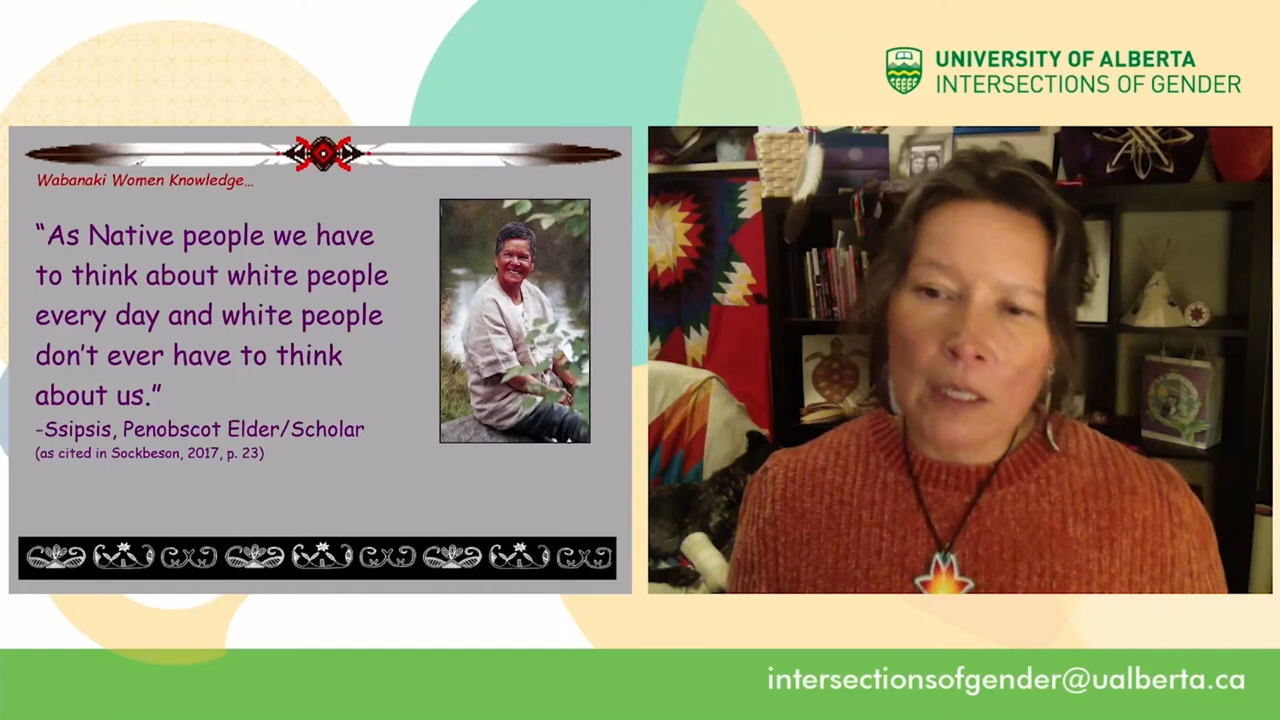 UNIVERSITY OF ALBERTA
INTERSECTIONS OF GENDER
Wabanaki Women Knowledge...
“As Native people we have
to think about white people
every day and white people
don’t ever have to think
about us.”
-Ssipsis, Penobscot Elder/Scholar
(as cited in Sockbeson, 2017, p. 23)
intersectionsofgender@ualberta.ca